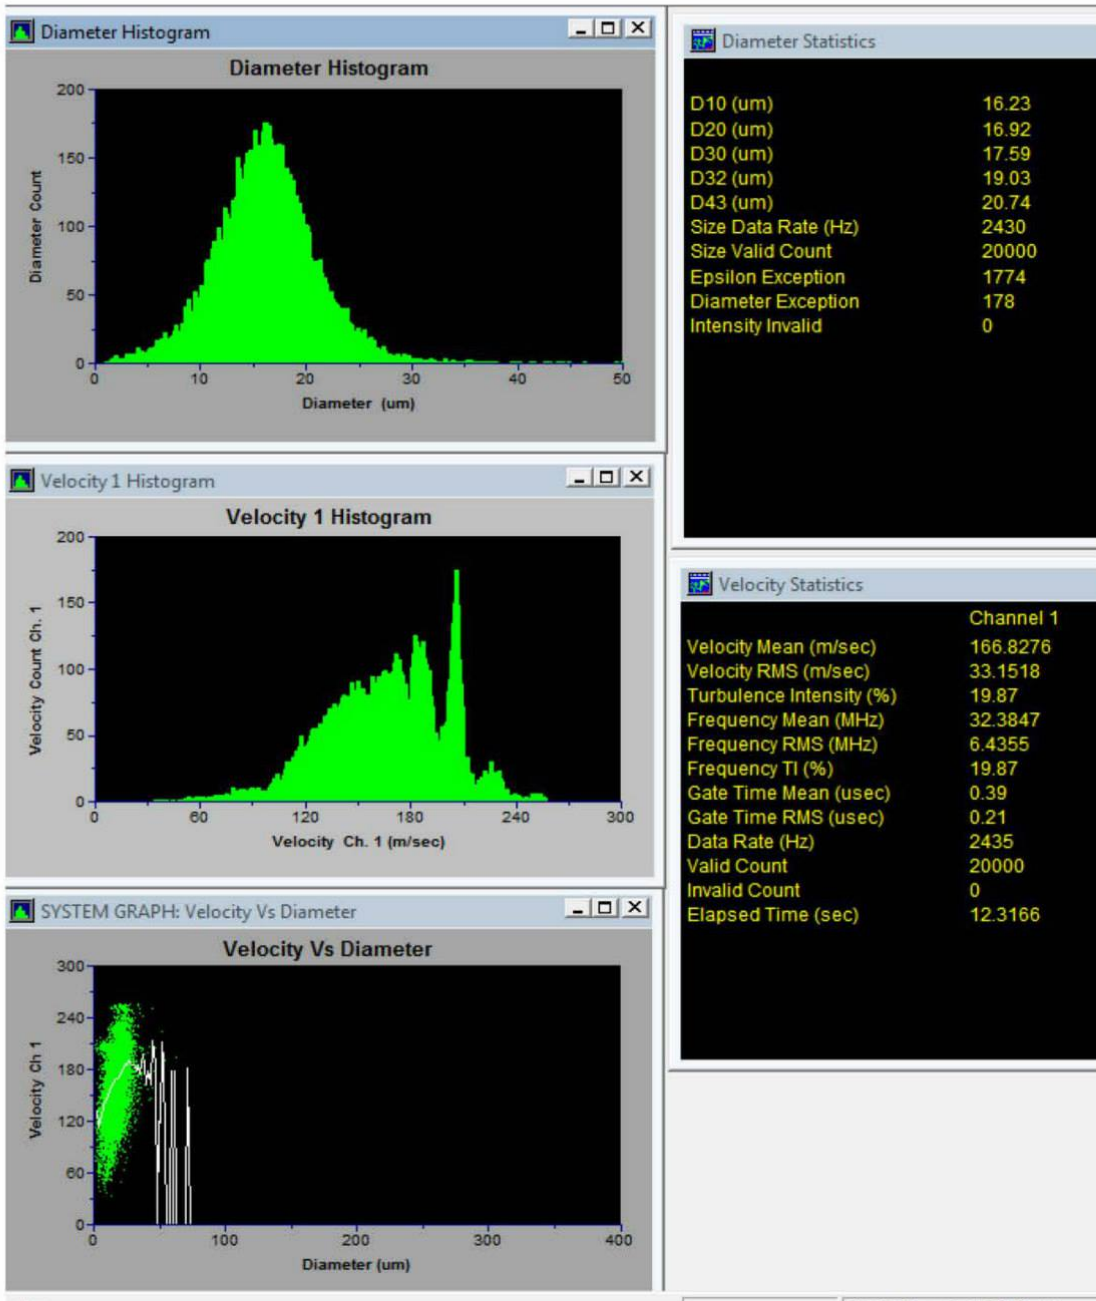 Diameter Histogram
Diameter Histogram
200
150
100
50
0
Diameter Count
0 10 20 30 40 50
Diameter (um)
Velocity 1 Histogram
Velocity 1 Histogram
200
150
100
50
0
Velocity Count Ch. 1
0 60 120 180 240 300
Velocity Ch. 1 (m/sec)
SYSTEM GRAPH: Velocity Vs Diameter
Velocity Vs Diameter
300
240
180
120
60
0
Velocity Ch 1
0 100 200 300 400
Diameter (um)
Diameter Statistics
D10 (um) 16.23
D20 (um) 16.92
D30 (um) 17.59
D32 (um) 19.03
D43 (um) 20.74
Size Data Rate (Hz) 2430
Size Valid Count 20000
Epsilon Exception 1774
Diameter Exception 178
Intensity Invalid 0
Velocity Statistics
Channel 1
Velocity Mean (m/sec) 166.8276
Velocity RMS (m/sec) 33.1518
Turbulence Intensity (%) 19.87
Frequency Mean (MHz) 32.3847
Frequency RMS (MHz) 6.4355
Frequency TI (%) 19.87
Gate Time Mean (usec) 0.39
Gate Time RMS (usec) 0.21
Data Rate (Hz) 2435
Valid Count 20000
Invalid Count 0
Elapsed Time (sec) 12.3166